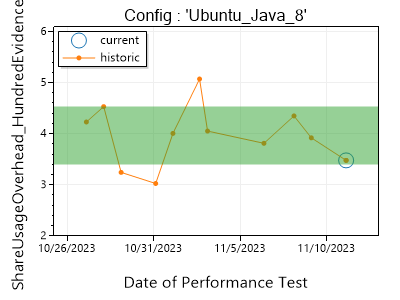 Config : 'Ubuntu_Java_8'
ShareUsageOverhead_HundredEvidence
6
5
4
3
2
current
historic
10/26/2023
10/31/2023
11/5/2023
11/10/2023
Date of Performance Test